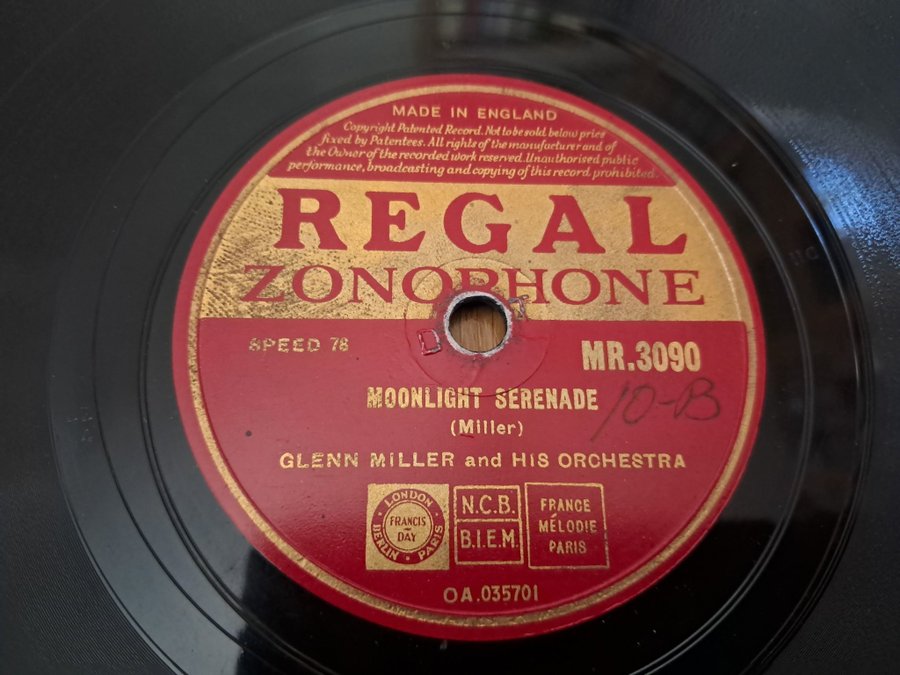 MADE IN ENGLAND
Copyright Patented Record. Not to be sold below price
fixed by Patentees. All rights of the manufacturer and of
the Owner of the recorded work reserved. Unauthorised public
performance, broadcasting and copying of this record prohibited.
REGAL
ZONOPHONE
D
SPEED 78
MR.3090
MOONLIGHT SERENADE
10-B
(Miller)
GLENN MILLER and HIS ORCHESTRA
LONDON
FRANCIS
DAY
BERLIN • PARIS
N.C.B.
B.I.E.M.
FRANCE
MÉLODIE
PARIS
OA.035701